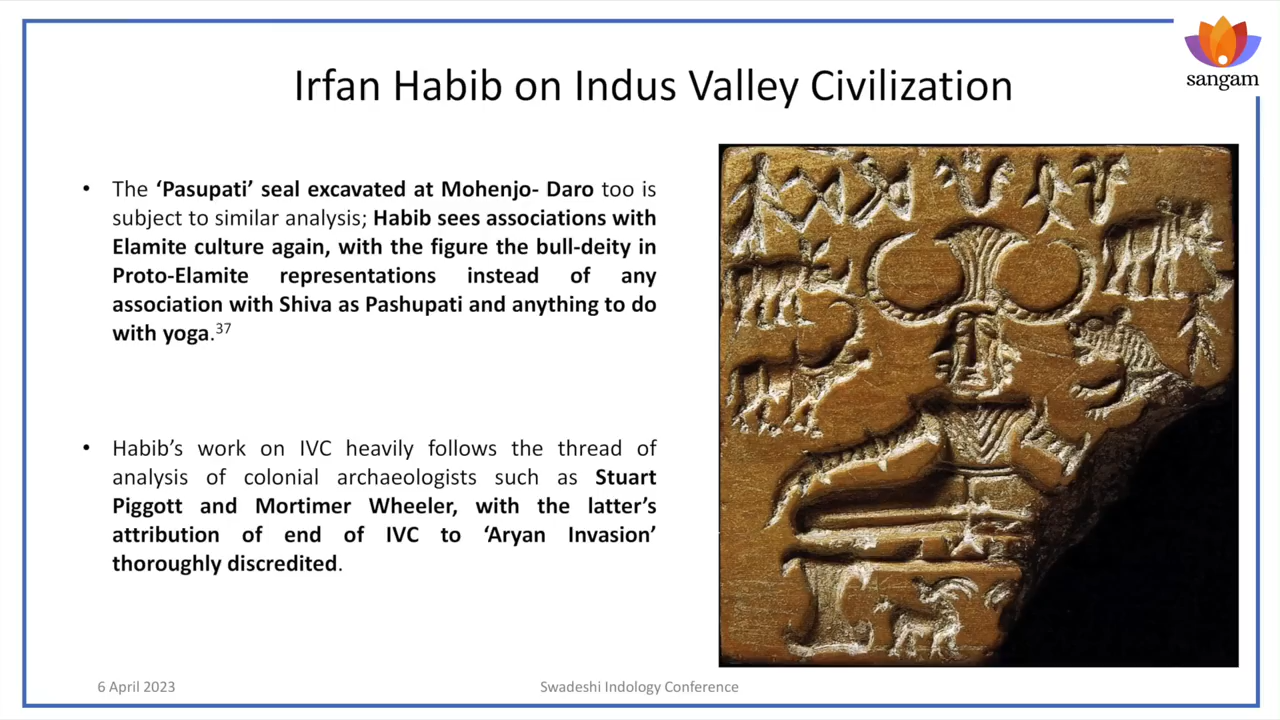 sangam
Irfan Habib on Indus Valley Civilization
• The ‘Pasupati’ seal excavated at Mohenjo- Daro too is
subject to similar analysis; Habib sees associations with
Elamite culture again, with the figure the bull-deity in
Proto-Elamite representations instead of any
association with Shiva as Pashupati and anything to do
with yoga.37
• Habib’s work on IVC heavily follows the thread of
analysis of colonial archaeologists such as Stuart
Piggott and Mortimer Wheeler, with the latter’s
attribution of end of IVC to ‘Aryan Invasion’
thoroughly discredited.
6 April 2023
Swadeshi Indology Conference